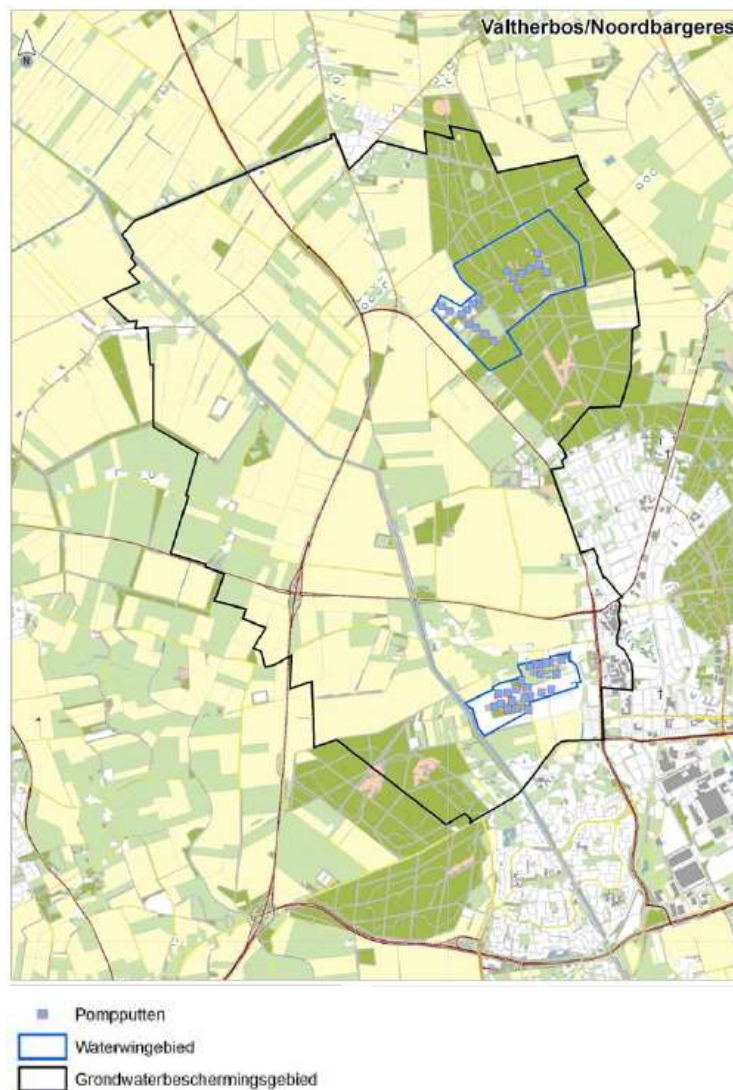 Valtherbos/Noordbargeres
N
Pompputten
Waterwingebied
Grondwaterbeschermingsgebied